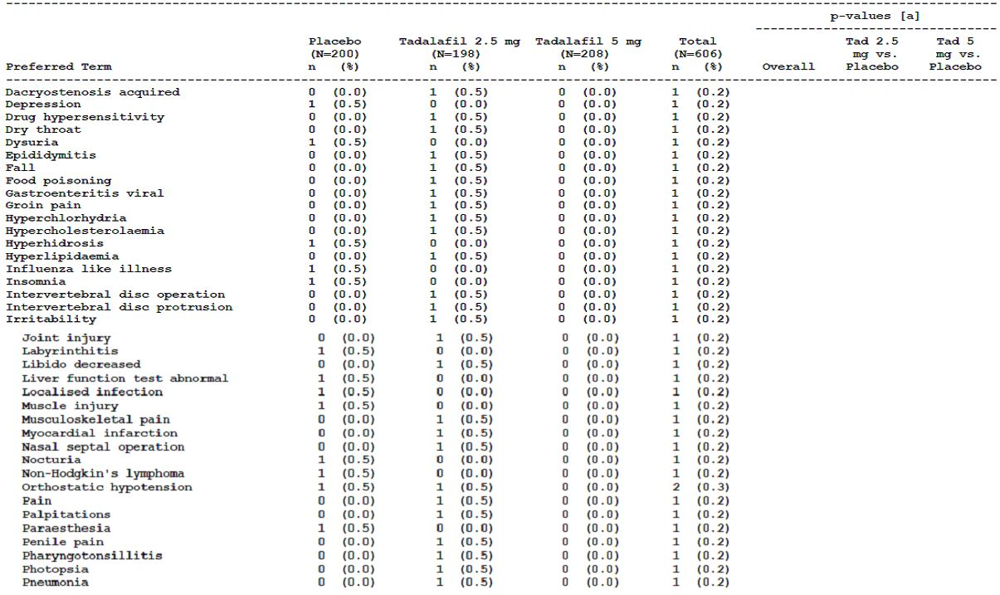 p-values [a]
Placebo Tadalafil 2.5 mg Tadalafil 5 mg Total Tad 2.5 Tad 5
(N=200) (N=198) (N=208) (N=606) mg vs. mg vs.
Preferred Term n (%) n (%) n (%) n (%) Overall Placebo Placebo
Dacryostenosis acquired 0 (0.0) 1 (0.5) 0 (0.0) 1 (0.2)
Depression 1 (0.5) 0 (0.0) 0 (0.0) 1 (0.2)
Drug hypersensitivity 0 (0.0) 1 (0.5) 0 (0.0) 1 (0.2)
Dry throat 0 (0.0) 1 (0.5) 0 (0.0) 1 (0.2)
Dysuria 1 (0.5) 0 (0.0) 0 (0.0) 1 (0.2)
Epididymitis 0 (0.0) 1 (0.5) 0 (0.0) 1 (0.2)
Fall 0 (0.0) 1 (0.5) 0 (0.0) 1 (0.2)
Food poisoning 0 (0.0) 1 (0.5) 0 (0.0) 1 (0.2)
Gastroenteritis viral 0 (0.0) 1 (0.5) 0 (0.0) 1 (0.2)
Groin pain 0 (0.0) 1 (0.5) 0 (0.0) 1 (0.2)
Hyperchlorhydria 0 (0.0) 1 (0.5) 0 (0.0) 1 (0.2)
Hypercholesterolaemia 0 (0.0) 1 (0.5) 0 (0.0) 1 (0.2)
Hyperhidrosis 1 (0.5) 0 (0.0) 0 (0.0) 1 (0.2)
Hyperlipidaemia 0 (0.0) 1 (0.5) 0 (0.0) 1 (0.2)
Influenza like illness 1 (0.5) 0 (0.0) 0 (0.0) 1 (0.2)
Insomnia 1 (0.5) 0 (0.0) 0 (0.0) 1 (0.2)
Intervertebral disc operation 0 (0.0) 1 (0.5) 0 (0.0) 1 (0.2)
Intervertebral disc protrusion 0 (0.0) 1 (0.5) 0 (0.0) 1 (0.2)
Irritability 0 (0.0) 1 (0.5) 0 (0.0) 1 (0.2)
Joint injury 0 (0.0) 1 (0.5) 0 (0.0) 1 (0.2)
Labyrinthitis 1 (0.5) 0 (0.0) 0 (0.0) 1 (0.2)
Libido decreased 0 (0.0) 1 (0.5) 0 (0.0) 1 (0.2)
Liver function test abnormal 1 (0.5) 0 (0.0) 0 (0.0) 1 (0.2)
Localised infection 1 (0.5) 0 (0.0) 0 (0.0) 1 (0.2)
Muscle injury 1 (0.5) 0 (0.0) 0 (0.0) 1 (0.2)
Musculoskeletal pain 0 (0.0) 1 (0.5) 0 (0.0) 1 (0.2)
Myocardial infarction 0 (0.0) 1 (0.5) 0 (0.0) 1 (0.2)
Nasal septal operation 0 (0.0) 1 (0.5) 0 (0.0) 1 (0.2)
Nocturia 1 (0.5) 0 (0.0) 0 (0.0) 1 (0.2)
Non-Hodgkin's lymphoma 1 (0.5) 0 (0.0) 0 (0.0) 1 (0.2)
Orthostatic hypotension 1 (0.5) 1 (0.5) 0 (0.0) 2 (0.3)
Pain 0 (0.0) 1 (0.5) 0 (0.0) 1 (0.2)
Palpitations 0 (0.0) 1 (0.5) 0 (0.0) 1 (0.2)
Paraesthesia 1 (0.5) 0 (0.0) 0 (0.0) 1 (0.2)
Penile pain 0 (0.0) 1 (0.5) 0 (0.0) 1 (0.2)
Pharyngotonsillitis 0 (0.0) 1 (0.5) 0 (0.0) 1 (0.2)
Photopsia 0 (0.0) 1 (0.5) 0 (0.0) 1 (0.2)
Pneumonia 0 (0.0) 1 (0.5) 0 (0.0) 1 (0.2)